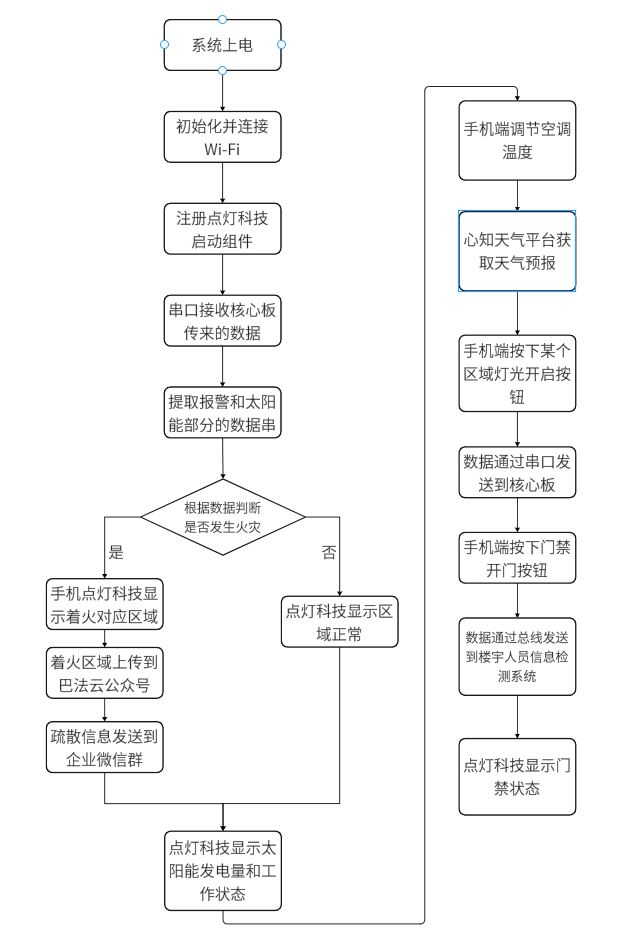 系统上电
初始化并连接
Wi-Fi
注册点灯科技
启动组件
串口接收核心板
传来的数据
提取报警和太阳
能部分的数据串
根据数据判断
是否发生火灾
是
否
手机点灯科技显
示着火对应区域
着火区域上传到
巴法云公众号
疏散信息发送到
企业微信群
点灯科技显示区
域正常
点灯科技显示太
阳能发电量和工
作状态
手机端调节空调
温度
心知天气平台获
取天气预报
手机端按下某个
区域灯光开启按
钮
数据通过串口发
送到核心板
手机端按下门禁
开门按钮
数据通过总线发送
到楼宇人员信息检
测系统
点灯科技显示门
禁状态